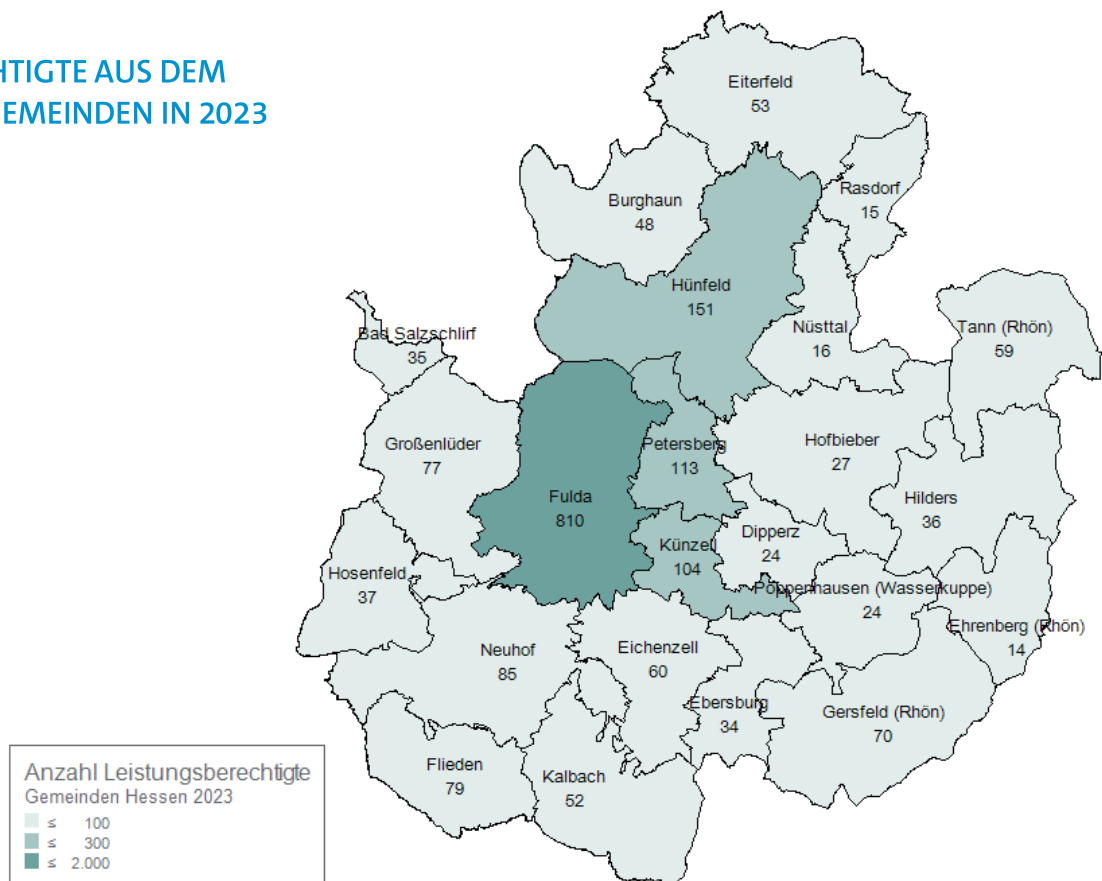 HTIGTE AUS DEM
EMEINDEN IN 2023
Eiterfeld
53
Rasdorf
15
Burghaun
48
Hünfeld
151
Nüsttal
16
Tann (Rhön)
59
Bad Salzschlirf
35
Großenlüder
77
Petersberg
113
Hofbieber
27
Fulda
810
Hilders
36
Dipperz
24
Künzell
104
Hosenfeld
37
Poppenhausen (Wasserkuppe)
24
Ehrenberg (Rhön)
14
Neuhof
85
Eichenzell
60
Ebersburg
34
Gersfeld (Rhön)
70
Flieden
79
Kalbach
52
Anzahl Leistungsberechtigte
Gemeinden Hessen 2023
≤ 100
≤ 300
≤ 2.000